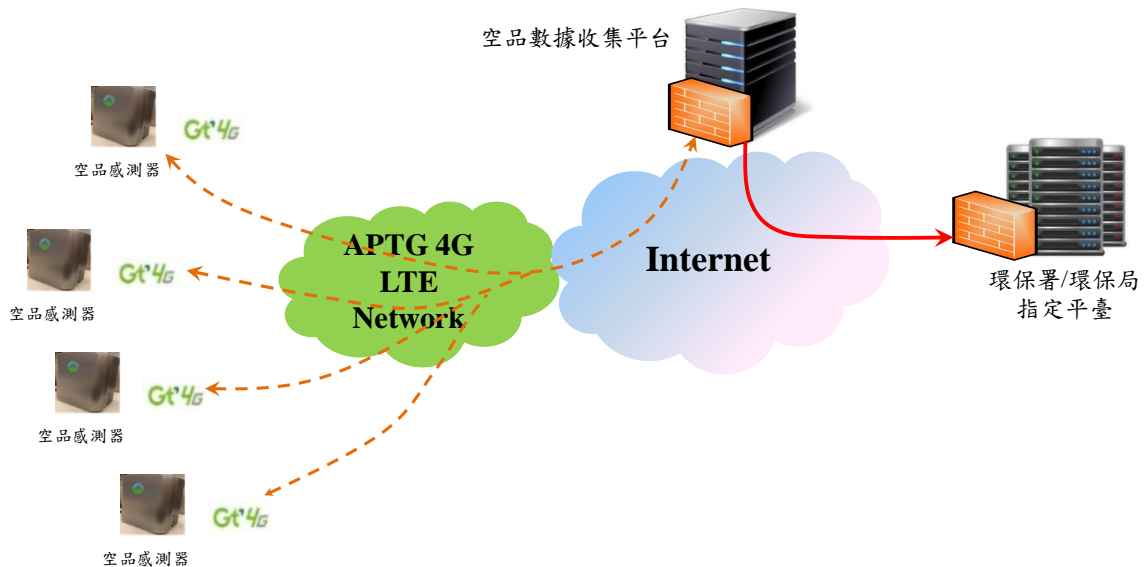 空品數據收集平台
Gt 4G
空品感測器
APTG 4G
LTE
Network
Internet
Gt 4G
空品感測器
環保署/環保局
指定平臺
Gt 4G
空品感測器
Gt 4G
空品感測器